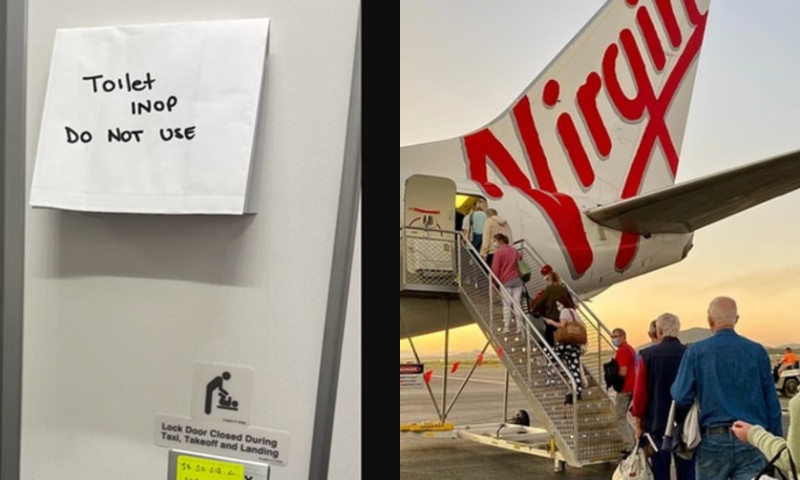 Toilet
INOP
DO NOT USE
Lock Door Closed During
Taxi, Takeoff and Landing
Virgin